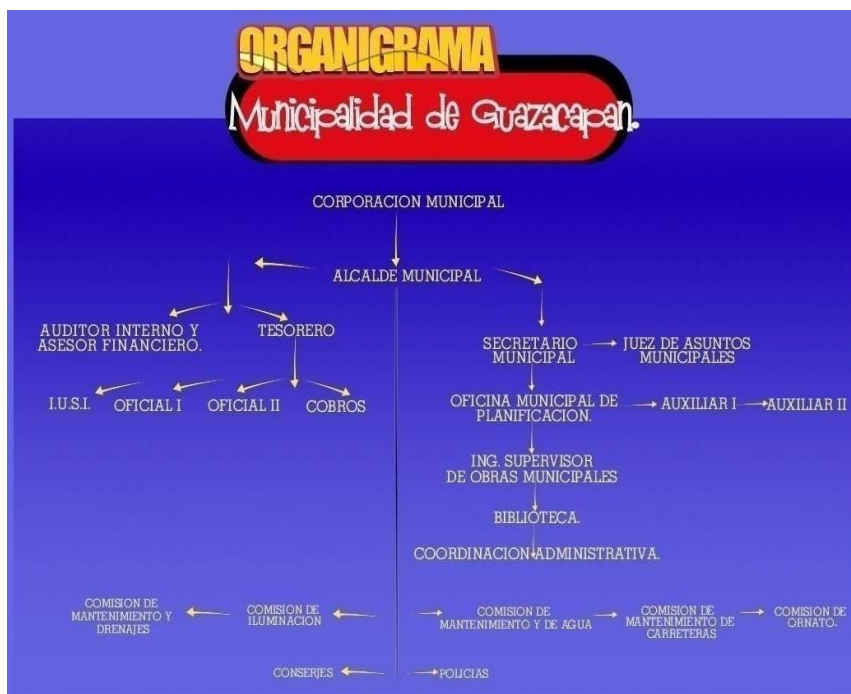 ORGANIGRAMA
Municipalidad de Guazacapan.
CORPORACION MUNICIPAL
ALCALDE MUNICIPAL
AUDITOR INTERNO Y
ASESOR FINANCIERO.
TESORERO
SECRETARIO
MUNICIPAL
JUEZ DE ASUNTOS
MUNICIPALES
I.U.S.I.
OFICIAL I
OFICIAL II
COBROS
OFICINA MUNICIPAL DE
PLANIFICACION.
AUXILIAR I
AUXILIAR II
ING. SUPERVISOR
DE OBRAS MUNICIPALES
BIBLIOTECA.
COORDINACION ADMINISTRATIVA.
COMISION DE
MANTENIMIENTO Y
DRENAJES
COMISION DE
ILUMINACION
COMISION DE
MANTENIMIENTO Y DE AGUA
COMISION DE
MANTENIMIENTO DE
CARRETERAS
COMISION DE
ORNATO.
CONSERJES
POLICIAS